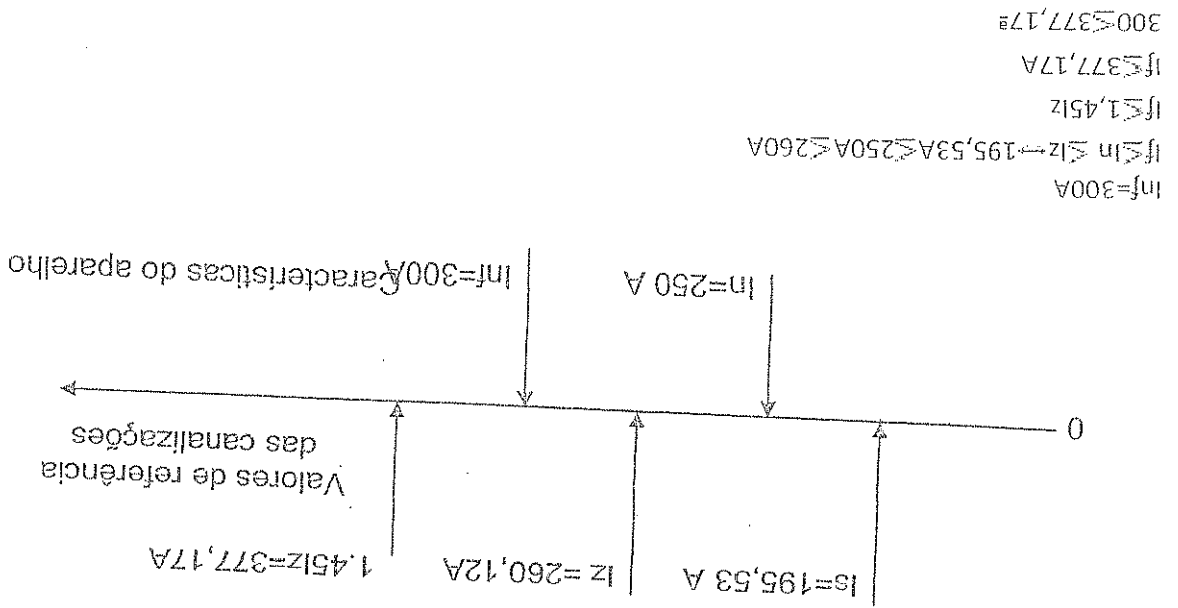 Is=195,53 A
Iz =260,12A
1.45Iz=377,17A
Valores de referência
das canalizações
0
In=250 A
Inf=300A
Características do aparelho
Inf=300A
If≤In ≤Iz→195,53A≤250A≤260A
If≤1,45Iz
If≤377,17A
300≤377,17ª